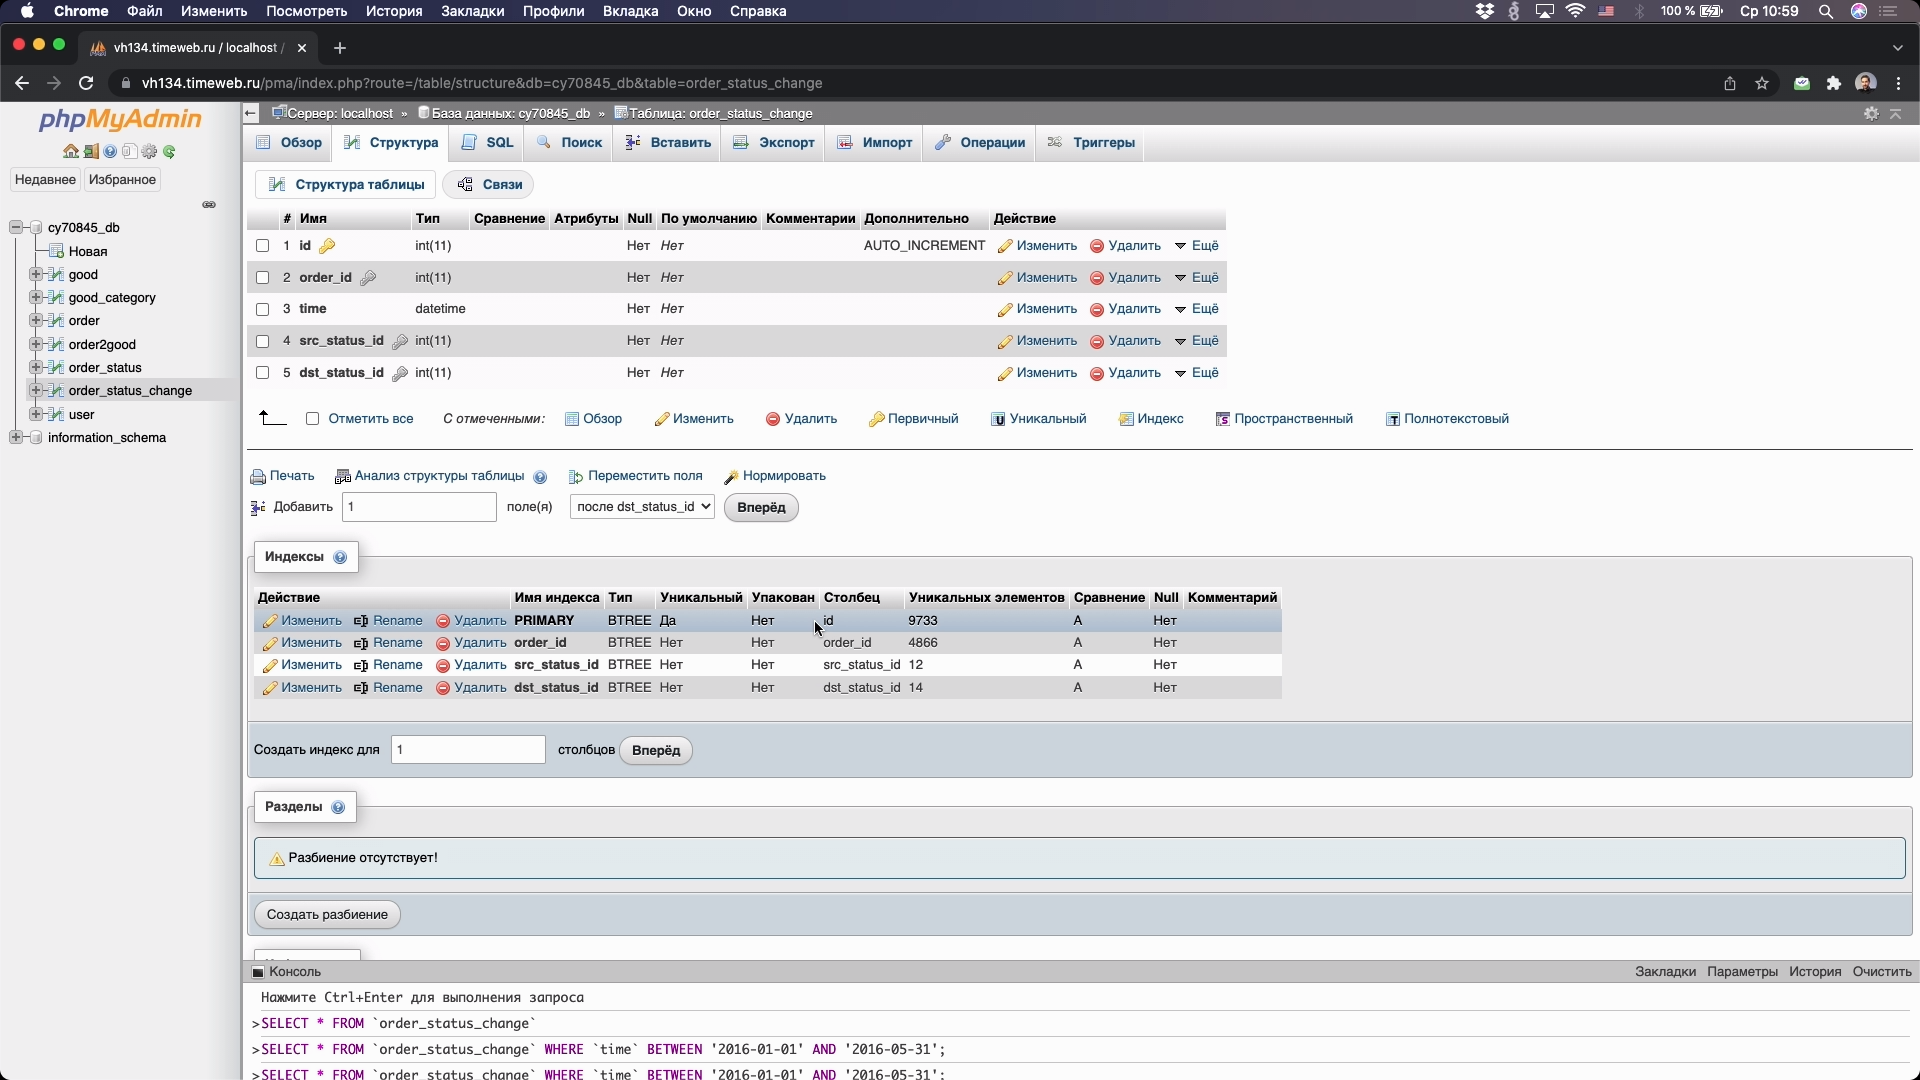 Chrome Файл Изменить Посмотреть История Закладки Профили Вкладка Окно Справка 100 % Ср 10:59
vh134.timeweb.ru / localhost /
vh134.timeweb.ru/pma/index.php?route=/table/structure&db=cy70845_db&table=order_status_change
phpMyAdmin
Недавнее Избранное
cy70845_db
Новая
good
good_category
order
order2good
order_status
order_status_change
user
information_schema
Сервер: localhost » База данных: cy70845_db » Таблица: order_status_change
Обзор Структура SQL Поиск Вставить Экспорт Импорт Операции Триггеры
Структура таблицы Связи
# Имя Тип Сравнение Атрибуты Null По умолчанию Комментарии Дополнительно Действие
1 id int(11) Нет Нет AUTO_INCREMENT Изменить Удалить Ещё
2 order_id int(11) Нет Нет Изменить Удалить Ещё
3 time datetime Нет Нет Изменить Удалить Ещё
4 src_status_id int(11) Нет Нет Изменить Удалить Ещё
5 dst_status_id int(11) Нет Нет Изменить Удалить Ещё
Отметить все С отмеченными: Обзор Изменить Удалить Первичный Уникальный Индекс Пространственный Полнотекстовый
Печать Анализ структуры таблицы Переместить поля Нормировать
Добавить 1 поле(я) после dst_status_id Вперёд
Индексы
Действие Имя индекса Тип Уникальный Упакован Столбец Уникальных элементов Сравнение Null Комментарий
Изменить Rename Удалить PRIMARY BTREE Да Нет id 9733 A Нет
Изменить Rename Удалить order_id BTREE Нет Нет order_id 4866 A Нет
Изменить Rename Удалить src_status_id BTREE Нет Нет src_status_id 12 A Нет
Изменить Rename Удалить dst_status_id BTREE Нет Нет dst_status_id 14 A Нет
Создать индекс для 1 столбцов Вперёд
Разделы
Разбиение отсутствует!
Создать разбиение
Консоль Закладки Параметры История Очистить
Нажмите Ctrl+Enter для выполнения запроса
>SELECT * FROM `order_status_change`
>SELECT * FROM `order_status_change` WHERE `time` BETWEEN '2016-01-01' AND '2016-05-31';
>SELECT * FROM `order_status_change` WHERE `time` BETWEEN '2016-01-01' AND '2016-05-31';